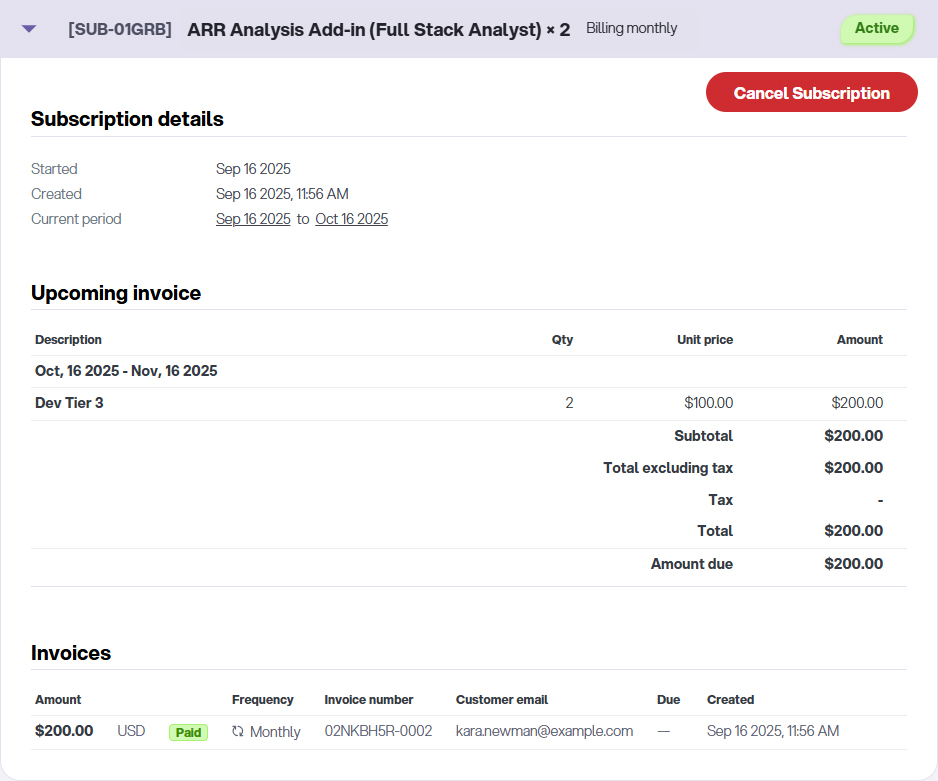 [SUB-01GRB] ARR Analysis Add-in (Full Stack Analyst) × 2 Billing monthly Active
Cancel Subscription
Subscription details
Started Sep 16 2025
Created Sep 16 2025, 11:56 AM
Current period Sep 16 2025 to Oct 16 2025
Upcoming invoice
Description Qty Unit price Amount
Oct, 16 2025 - Nov, 16 2025
Dev Tier 3 2 $100.00 $200.00
Subtotal $200.00
Total excluding tax $200.00
Tax -
Total $200.00
Amount due $200.00
Invoices
Amount Frequency Invoice number Customer email Due Created
$200.00 USD Paid Monthly 02NKBH5R-0002 kara.newman@example.com — Sep 16 2025, 11:56 AM